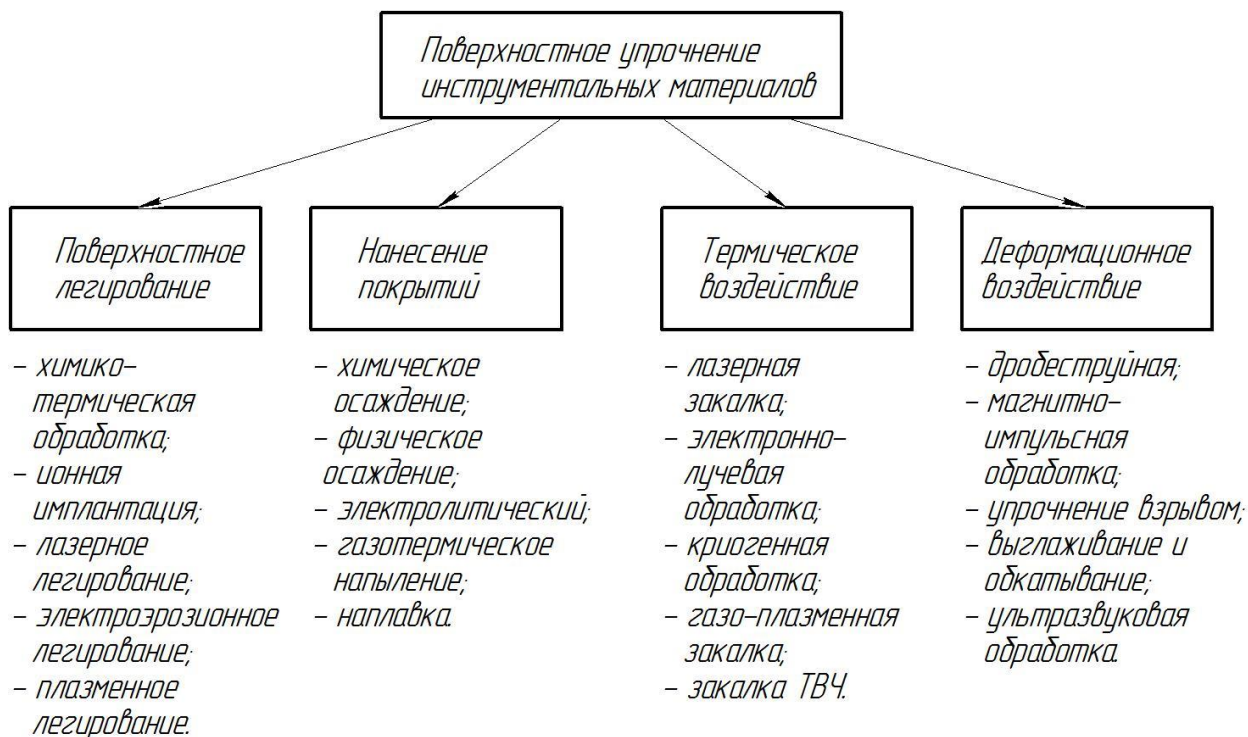 Поверхностное упрочнение
инструментальных материалов
Поверхностное
легирование
Нанесение
покрытий
Термическое
воздействие
Деформационное
воздействие
- химико-
термическая
обработка;
- ионная
имплантация;
- лазерное
легирование;
- электроэрозионное
легирование;
- плазменное
легирование.
- химическое
осаждение;
- физическое
осаждение;
- электролитический;
- газотермическое
напыление;
- наплавка.
- лазерная
закалка;
- электронно-
лучевая
обработка;
- криогенная
обработка;
- газо-плазменная
закалка;
- закалка ТВЧ.
- дробеструйная;
- магнитно-
импульсная
обработка;
- упрочнение взрывом;
- выглаживание и
обкатывание;
- ультразвуковая
обработка.